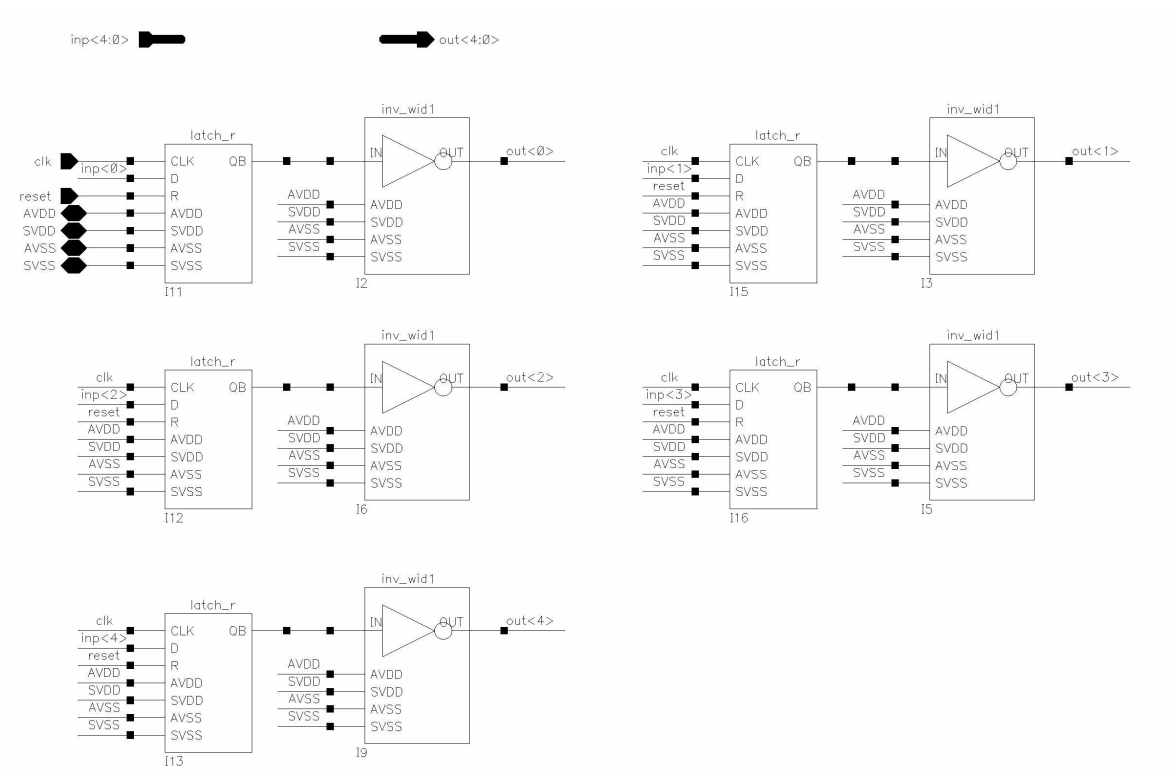 inp<4:0>
out<4:0>
latch_r
clk
inp<0>
reset
AVDD
SVDD
AVSS
SVSS
CLK
D
R
AVDD
SVDD
AVSS
SVSS
QB
I11
inv_wid1
IN
OUT
out<0>
AVDD
SVDD
AVSS
SVSS
AVDD
SVDD
AVSS
SVSS
I2
latch_r
clk
inp<1>
reset
AVDD
SVDD
AVSS
SVSS
CLK
D
R
AVDD
SVDD
AVSS
SVSS
QB
I15
inv_wid1
IN
OUT
out<1>
AVDD
SVDD
AVSS
SVSS
AVDD
SVDD
AVSS
SVSS
I3
latch_r
clk
inp<2>
reset
AVDD
SVDD
AVSS
SVSS
CLK
D
R
AVDD
SVDD
AVSS
SVSS
QB
I12
inv_wid1
IN
OUT
out<2>
AVDD
SVDD
AVSS
SVSS
AVDD
SVDD
AVSS
SVSS
I6
latch_r
clk
inp<3>
reset
AVDD
SVDD
AVSS
SVSS
CLK
D
R
AVDD
SVDD
AVSS
SVSS
QB
I16
inv_wid1
IN
OUT
out<3>
AVDD
SVDD
AVSS
SVSS
AVDD
SVDD
AVSS
SVSS
I5
latch_r
clk
inp<4>
reset
AVDD
SVDD
AVSS
SVSS
CLK
D
R
AVDD
SVDD
AVSS
SVSS
QB
I13
inv_wid1
IN
OUT
out<4>
AVDD
SVDD
AVSS
SVSS
AVDD
SVDD
AVSS
SVSS
I9